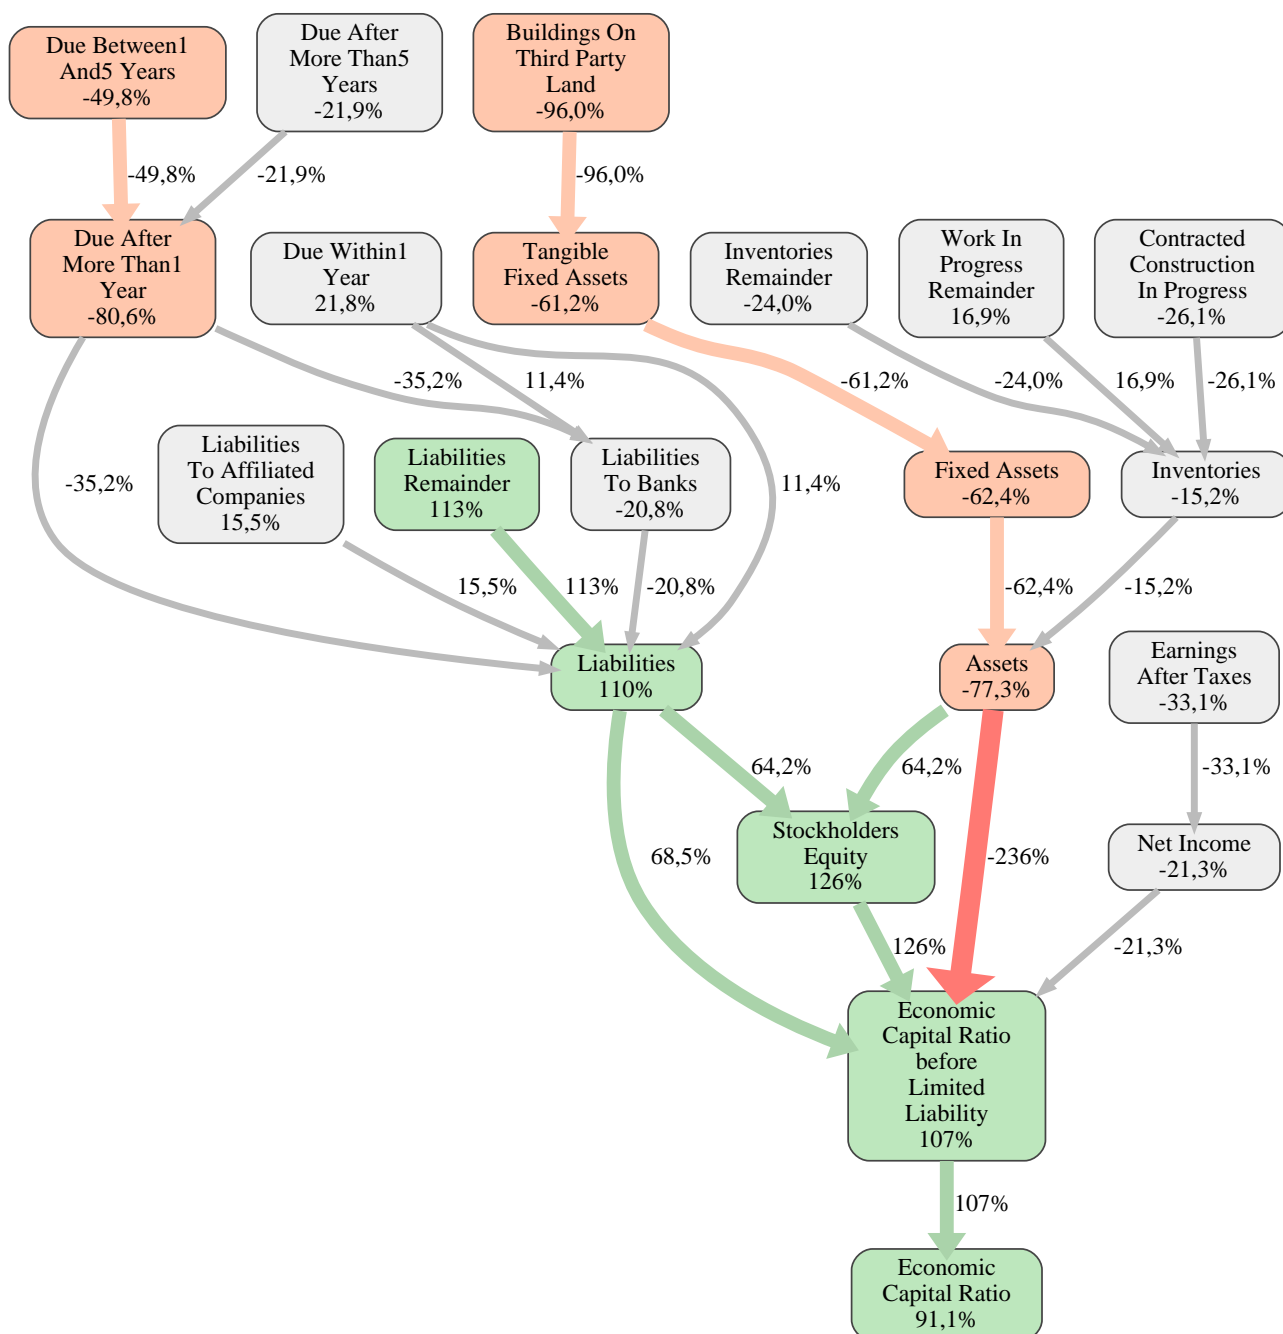 Due Between1
And5 Years
-49,8%
Due After
More Than5
Years
-21,9%
Buildings On
Third Party
Land
-96,0%
-49,8%
-21,9%
-96,0%
Due After
More Than1
Year
-80,6%
Due Within1
Year
21,8%
Tangible
Fixed Assets
-61,2%
Inventories
Remainder
-24,0%
Work In
Progress
Remainder
16,9%
Contracted
Construction
In Progress
-26,1%
-35,2%
11,4%
-61,2%
-24,0%
16,9%
-26,1%
-35,2%
Liabilities
To Affiliated
Companies
15,5%
Liabilities
Remainder
113%
Liabilities
To Banks
-20,8%
11,4%
Fixed Assets
-62,4%
Inventories
-15,2%
15,5%
113%
-20,8%
-62,4%
-15,2%
Liabilities
110%
Assets
-77,3%
Earnings
After Taxes
-33,1%
64,2%
64,2%
-33,1%
68,5%
Stockholders
Equity
126%
-236%
Net Income
-21,3%
126%
-21,3%
Economic
Capital Ratio
before
Limited
Liability
107%
107%
Economic
Capital Ratio
91,1%